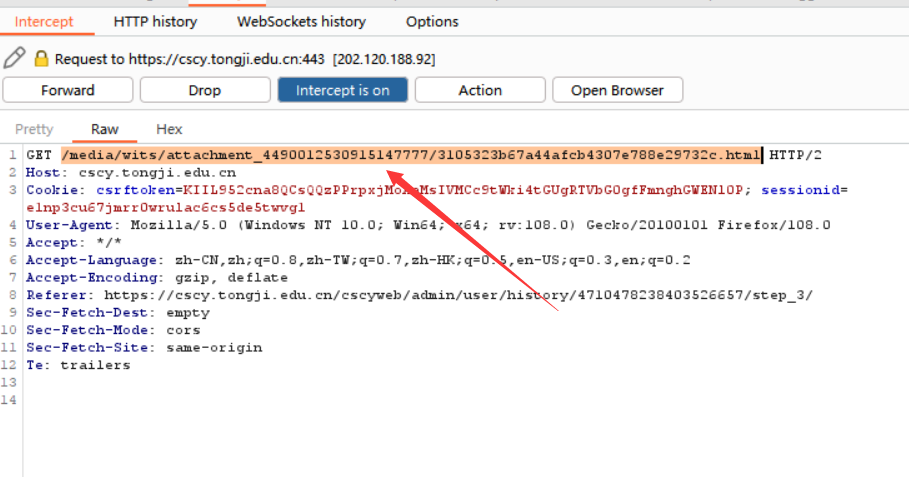 Intercept HTTP history WebSockets history Options
Request to https://cscy.tongji.edu.cn:443 [202.120.188.92]
Forward Drop Intercept is on Action Open Browser
Pretty Raw Hex
1 GET /media/wits/attachment_4490012530915147777/3105323b67a44afcb4307e788e29732c.html HTTP/2
2 Host: cscy.tongji.edu.cn
3 Cookie: csrftoken= sessionid=
4 User-Agent: Mozilla/5.0 (Windows NT 10.0; Win64; x64; rv:108.0) Gecko/20100101 Firefox/108.0
5 Accept: */*
6 Accept-Language: zh-CN,zh;q=0.8,zh-TW;q=0.7,zh-HK;q=0.5,en-US;q=0.3,en;q=0.2
7 Accept-Encoding: gzip, deflate
8 Referer: https://cscy.tongji.edu.cn/cscyweb/admin/user/history/4710478238403526657/step_3/
9 Sec-Fetch-Dest: empty
10 Sec-Fetch-Mode: cors
11 Sec-Fetch-Site: same-origin
12 Te: trailers
13
14